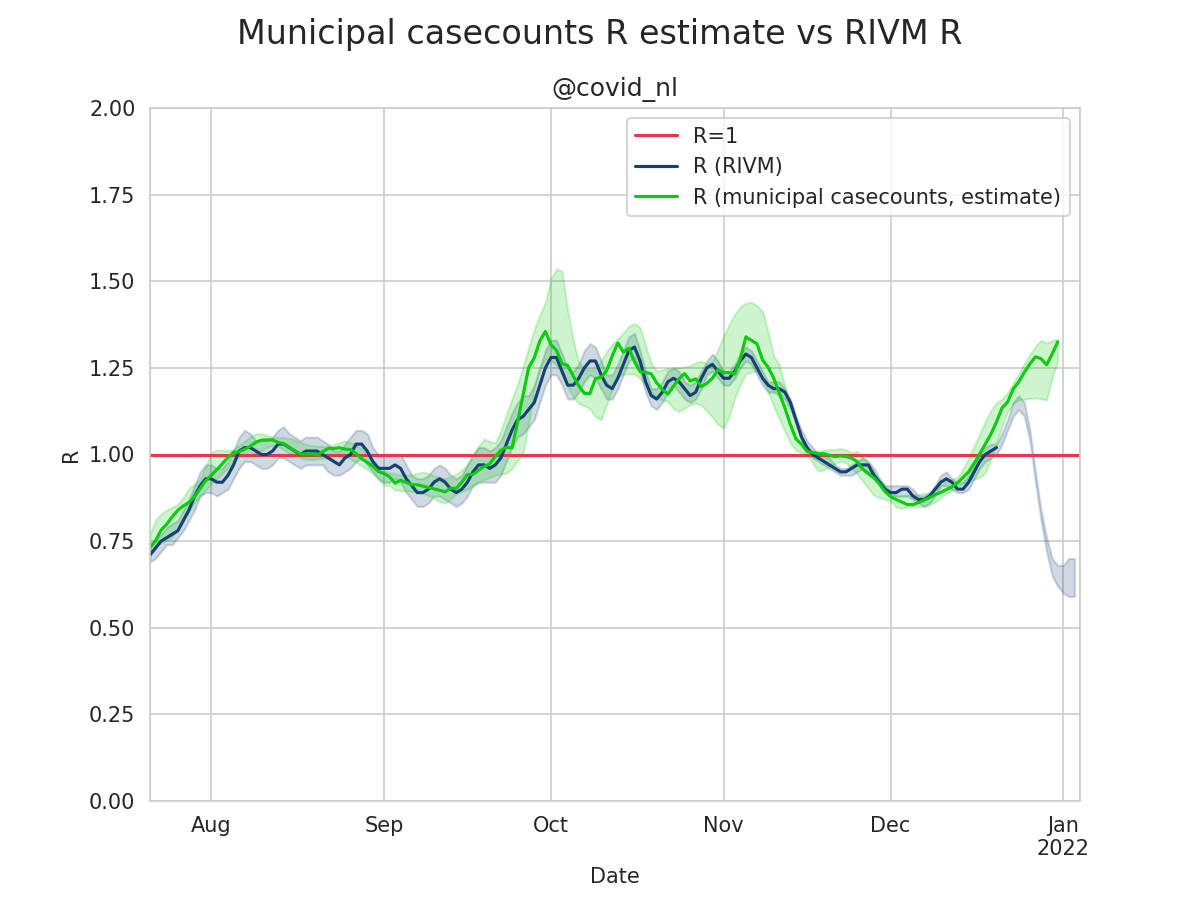 Municipal casecounts R estimate vs RIVM R
@covid_nl
R=1
R (RIVM)
R (municipal casecounts, estimate)
2.00
1.75
1.50
1.25
1.00
0.75
0.50
0.25
0.00
R
Aug Sep Oct Nov Dec Jan
2022
Date